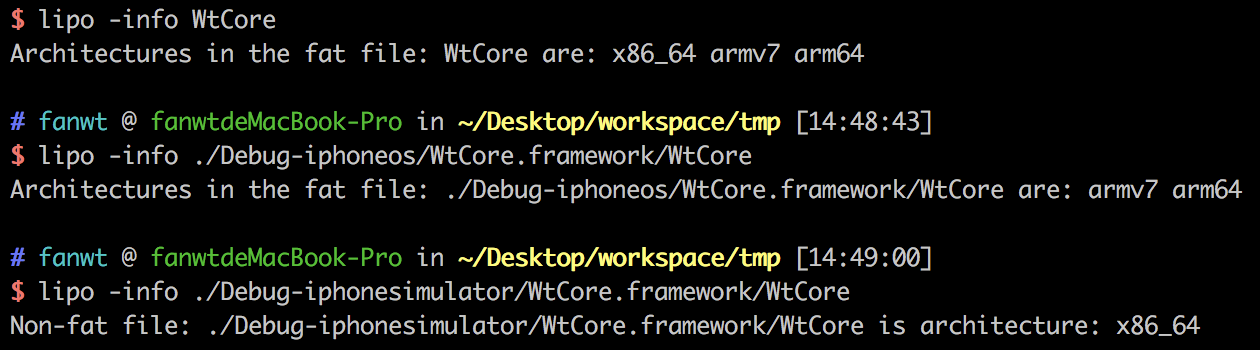 $ lipo -info WtCore
Architectures in the fat file: WtCore are: x86_64 armv7 arm64
# fanwt @ fanwtdeMacBook-Pro in ~/Desktop/workspace/tmp [14:48:43]
$ lipo -info ./Debug-iphoneos/WtCore.framework/WtCore
Architectures in the fat file: ./Debug-iphoneos/WtCore.framework/WtCore are: armv7 arm64
# fanwt @ fanwtdeMacBook-Pro in ~/Desktop/workspace/tmp [14:49:00]
$ lipo -info ./Debug-iphonesimulator/WtCore.framework/WtCore
Non-fat file: ./Debug-iphonesimulator/WtCore.framework/WtCore is architecture: x86_64